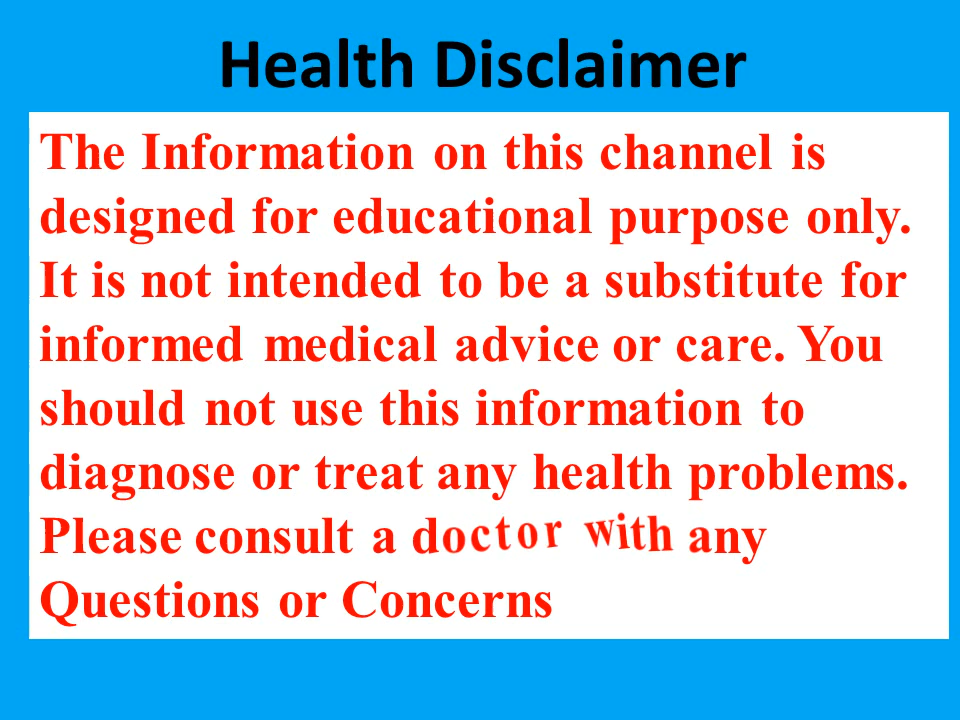 Health Disclaimer
The Information on this channel is
designed for educational purpose only.
It is not intended to be a substitute for
informed medical advice or care. You
should not use this information to
diagnose or treat any health problems.
Please consult a doctor with any
Questions or Concerns